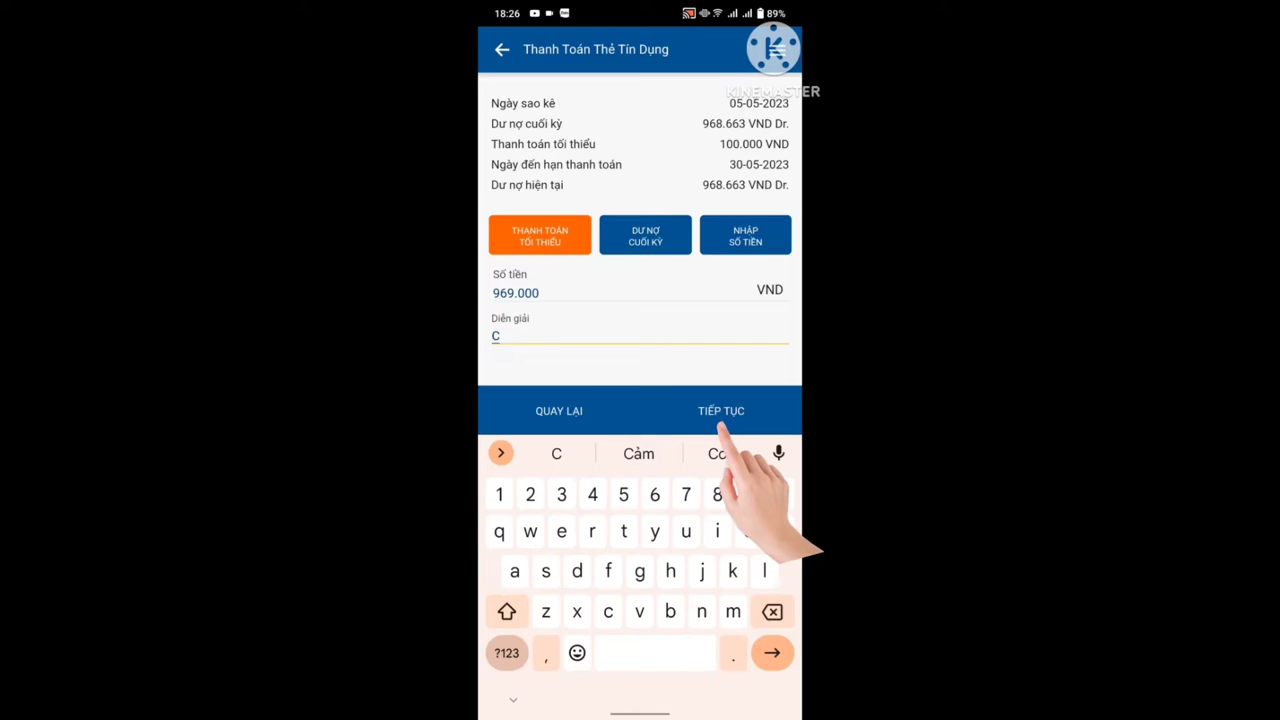 18:26 89%
Thanh Toán Thẻ Tín Dụng
KINEMASTER
Ngày sao kê 05-05-2023
Dư nợ cuối kỳ 968.663 VND Dr.
Thanh toán tối thiểu 100.000 VND
Ngày đến hạn thanh toán 30-05-2023
Dư nợ hiện tại 968.663 VND Dr.
THANH TOÁN TỐI THIỂU
DƯ NỢ CUỐI KỲ
NHẬP SỐ TIỀN
Số tiền
969.000 VND
Diễn giải
C
QUAY LẠI TIẾP TỤC
C Cảm
1 2 3 4 5 6 7 8
q w e r t y u i
a s d f g h j k l
z x c v b n m
?123 , .